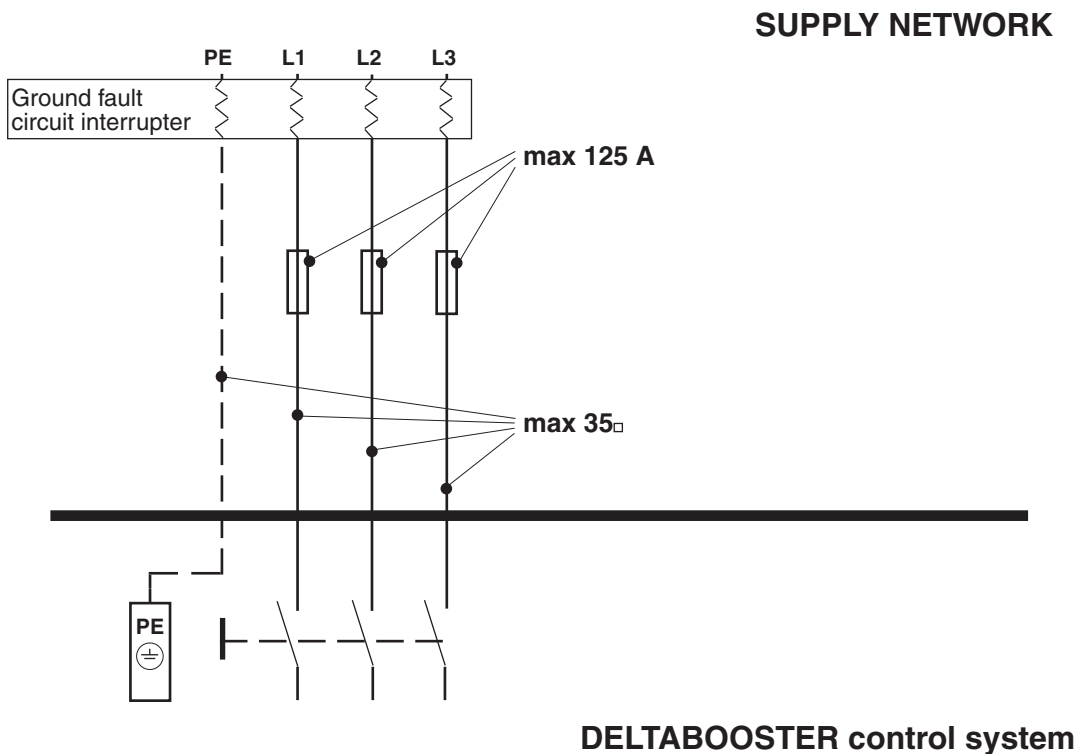 SUPPLY NETWORK
PE L1 L2 L3
Ground fault
circuit interrupter
max 125 A
max 35□
PE
DELTABOOSTER control system